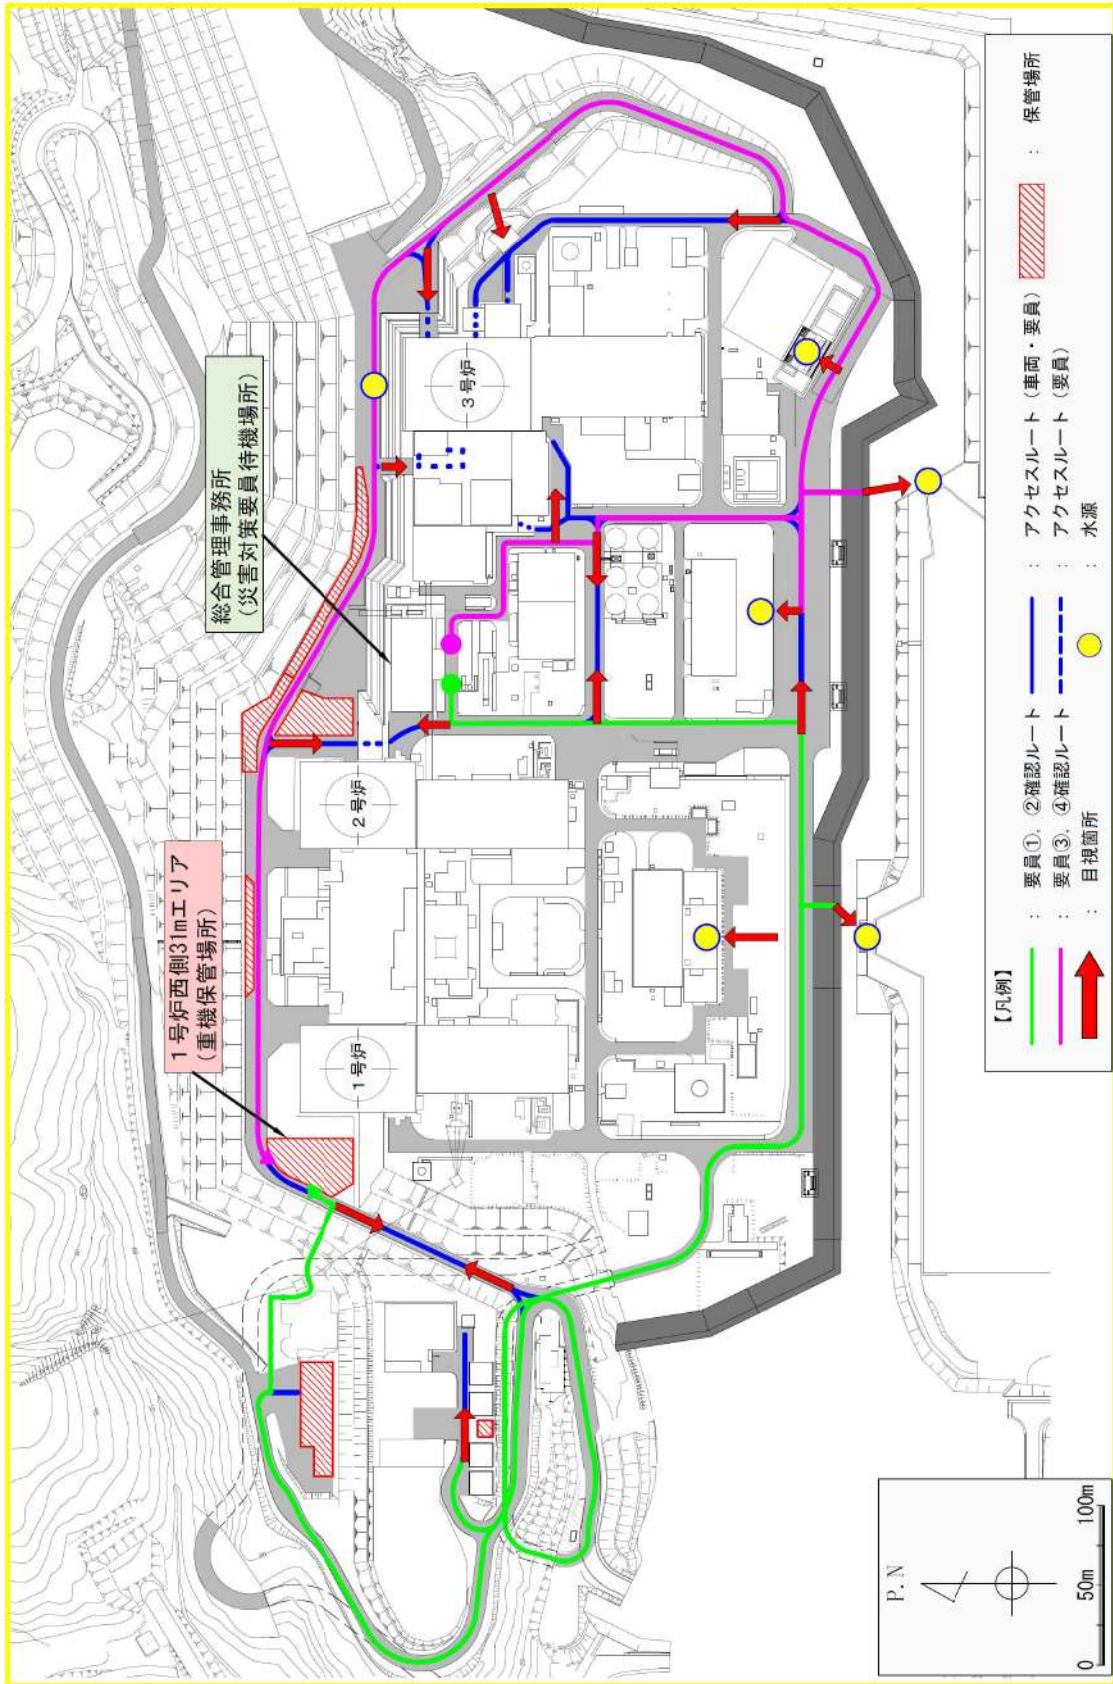 総合管理事務所
(災害対策要員待機場所)
1号炉西側31mエリア
(重機保管場所)
1号炉
2号炉
3号炉
【凡例】
： 要員①，②確認ルート
： アクセスルート（車両・要員）
： 保管場所
： 要員③，④確認ルート
： アクセスルート（要員）
： 目視箇所
： 水源
P.N
0 50m 100m